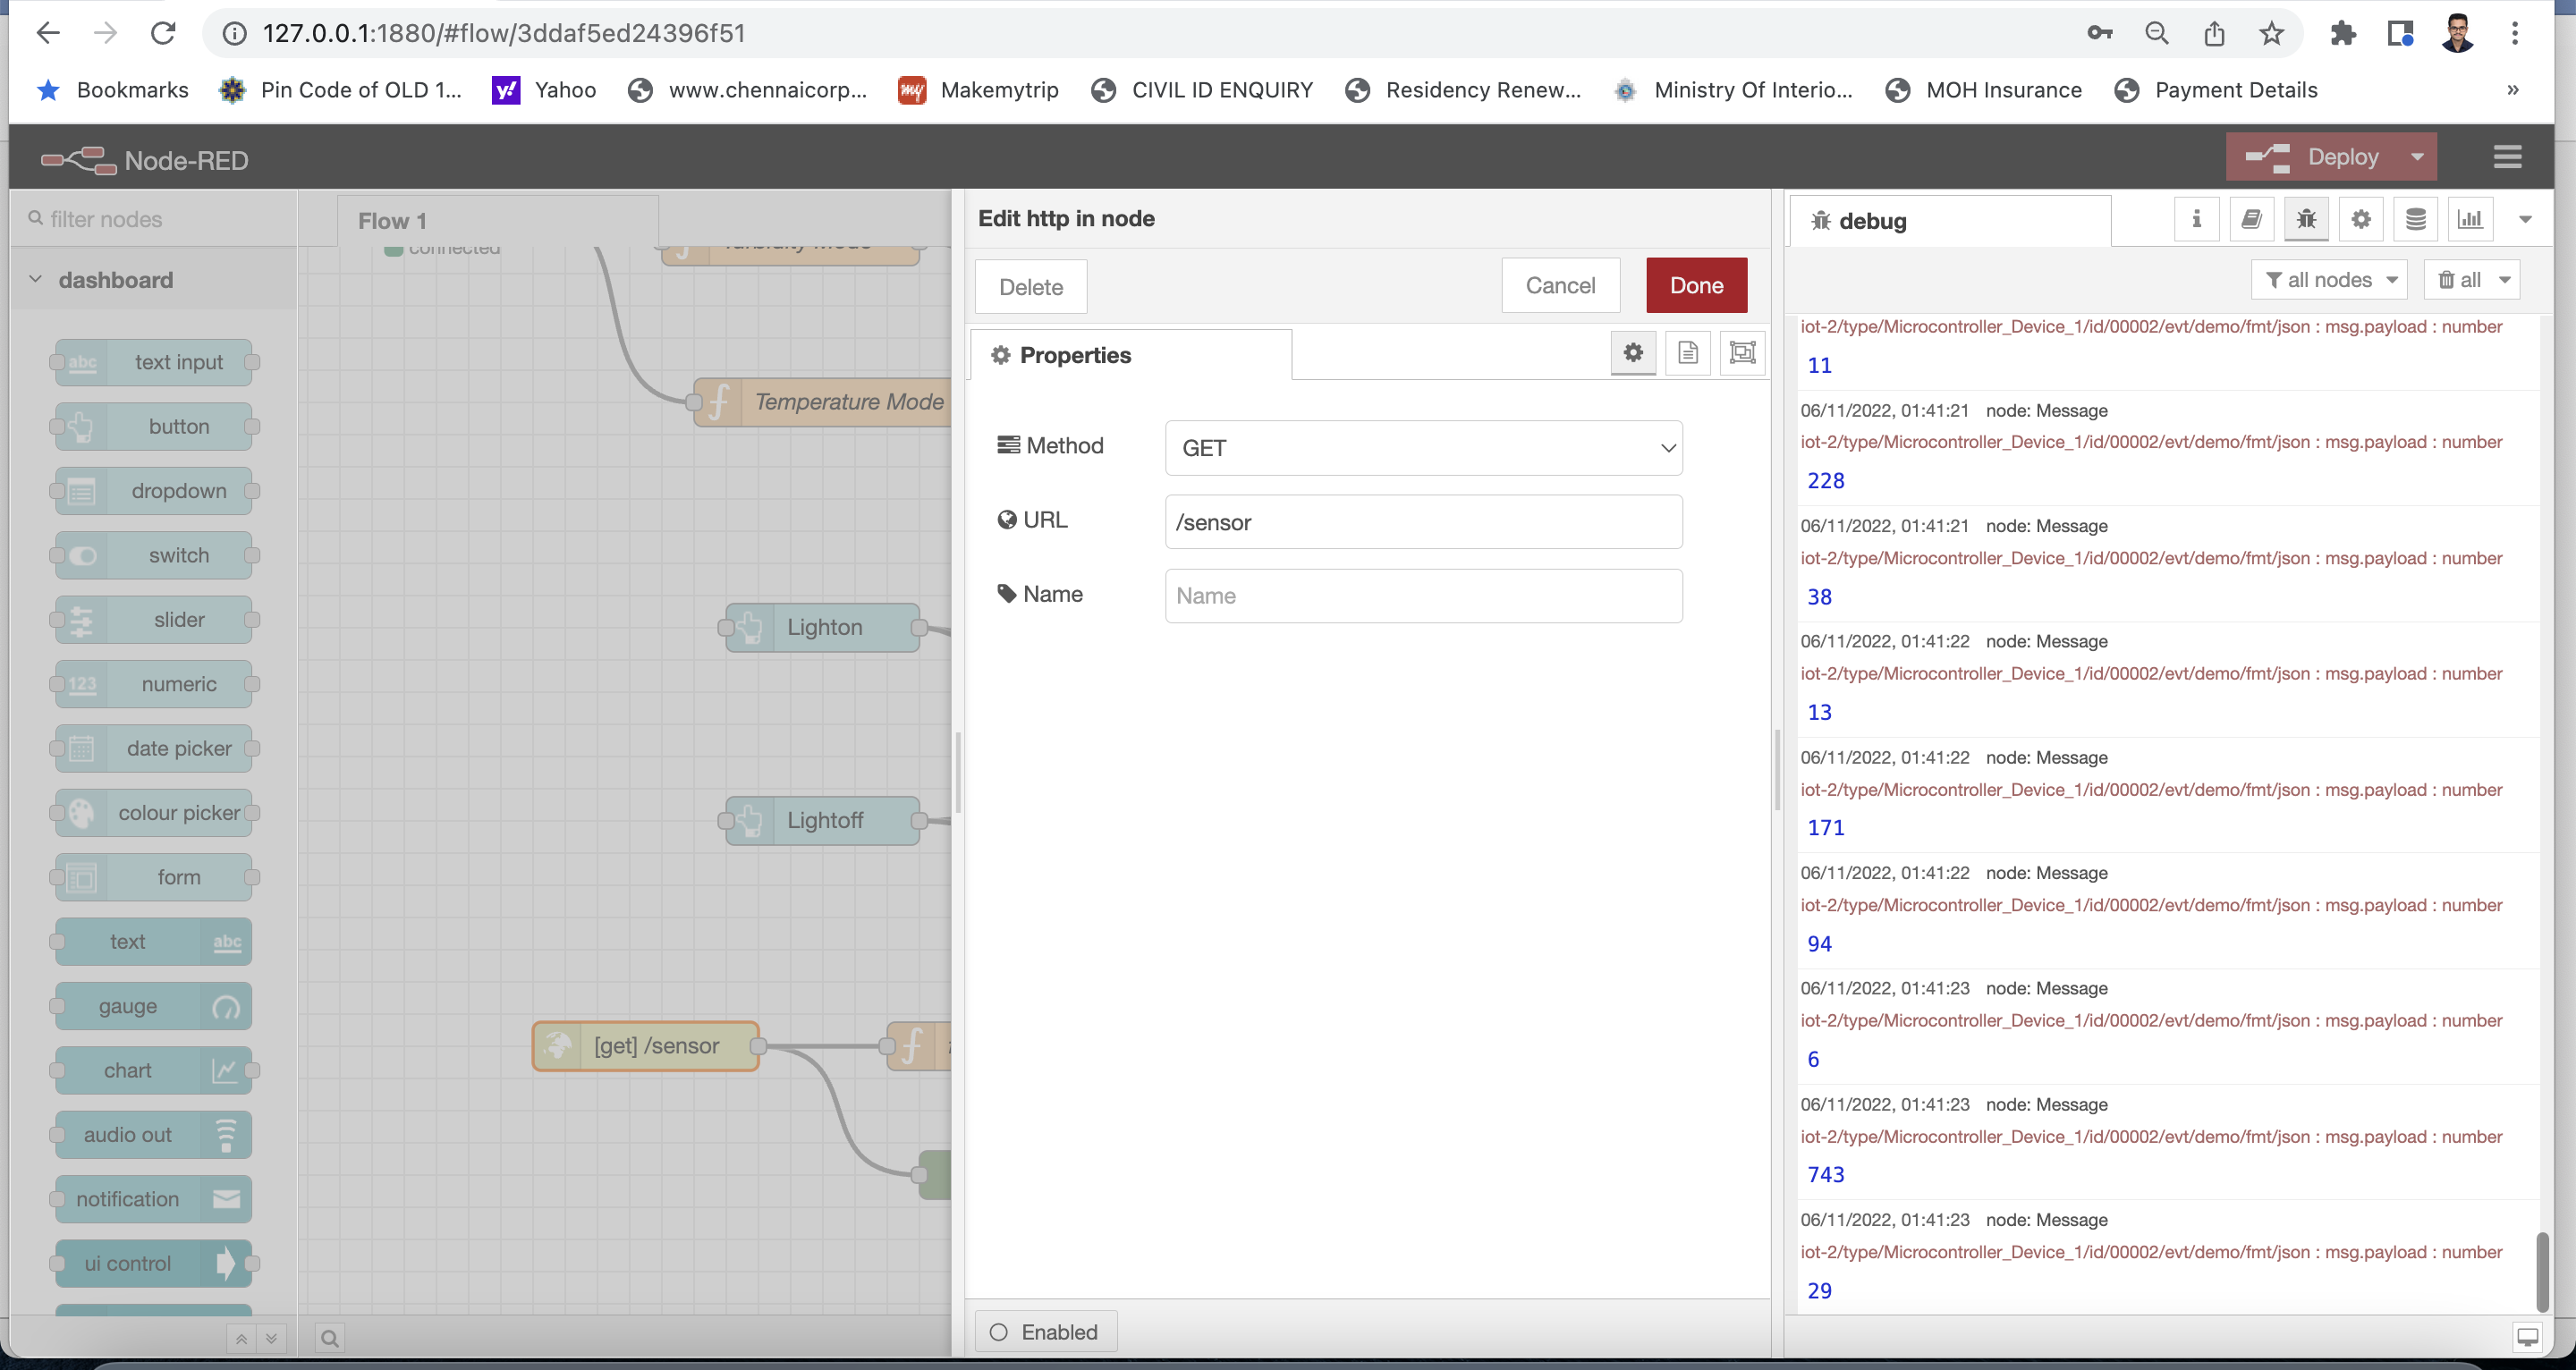 127.0.0.1:1880/#flow/3ddaf5ed24396f51
Bookmarks
Pin Code of OLD 1...
Yahoo
www.chennaicorp...
my
Makemytrip
CIVIL ID ENQUIRY
Residency Renew...
Ministry Of Interio...
MOH Insurance
Payment Details
»
Node-RED
Deploy
filter nodes
Flow 1
connected
Turbidity Mode
Temperature Mode
Lighton
Lightoff
[get] /sensor
dashboard
abc text input
button
dropdown
switch
slider
123 numeric
date picker
colour picker
form
text abc
gauge
chart
audio out
notification
ui control
Edit http in node
Delete
Cancel
Done
Properties
Method
GET
URL
/sensor
Name
Name
Enabled
debug
i
all nodes
all
iot-2/type/Microcontroller_Device_1/id/00002/evt/demo/fmt/json : msg.payload : number
11
06/11/2022, 01:41:21 node: Message
iot-2/type/Microcontroller_Device_1/id/00002/evt/demo/fmt/json : msg.payload : number
228
06/11/2022, 01:41:21 node: Message
iot-2/type/Microcontroller_Device_1/id/00002/evt/demo/fmt/json : msg.payload : number
38
06/11/2022, 01:41:22 node: Message
iot-2/type/Microcontroller_Device_1/id/00002/evt/demo/fmt/json : msg.payload : number
13
06/11/2022, 01:41:22 node: Message
iot-2/type/Microcontroller_Device_1/id/00002/evt/demo/fmt/json : msg.payload : number
171
06/11/2022, 01:41:22 node: Message
iot-2/type/Microcontroller_Device_1/id/00002/evt/demo/fmt/json : msg.payload : number
94
06/11/2022, 01:41:23 node: Message
iot-2/type/Microcontroller_Device_1/id/00002/evt/demo/fmt/json : msg.payload : number
6
06/11/2022, 01:41:23 node: Message
iot-2/type/Microcontroller_Device_1/id/00002/evt/demo/fmt/json : msg.payload : number
743
06/11/2022, 01:41:23 node: Message
iot-2/type/Microcontroller_Device_1/id/00002/evt/demo/fmt/json : msg.payload : number
29